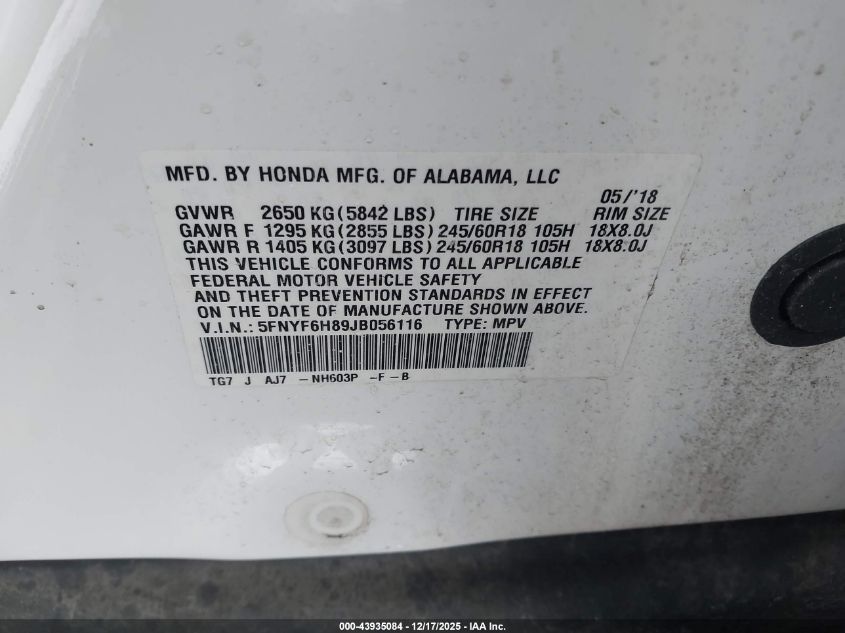 MFD. BY HONDA MFG. OF ALABAMA, LLC
05/'18
GVWR 2650 KG (5842 LBS) TIRE SIZE RIM SIZE
GAWR F 1295 KG (2855 LBS) 245/60R18 105H 18X8.0J
GAWR R 1405 KG (3097 LBS) 245/60R18 105H 18X8.0J
THIS VEHICLE CONFORMS TO ALL APPLICABLE
FEDERAL MOTOR VEHICLE SAFETY
AND THEFT PREVENTION STANDARDS IN EFFECT
ON THE DATE OF MANUFACTURE SHOWN ABOVE.
V.I.N.: 5FNYF6H89JB056116 TYPE: MPV
TG7 J AJ7 -NH603P -F-B
000-43935084 - 12/17/2025 - IAA Inc.